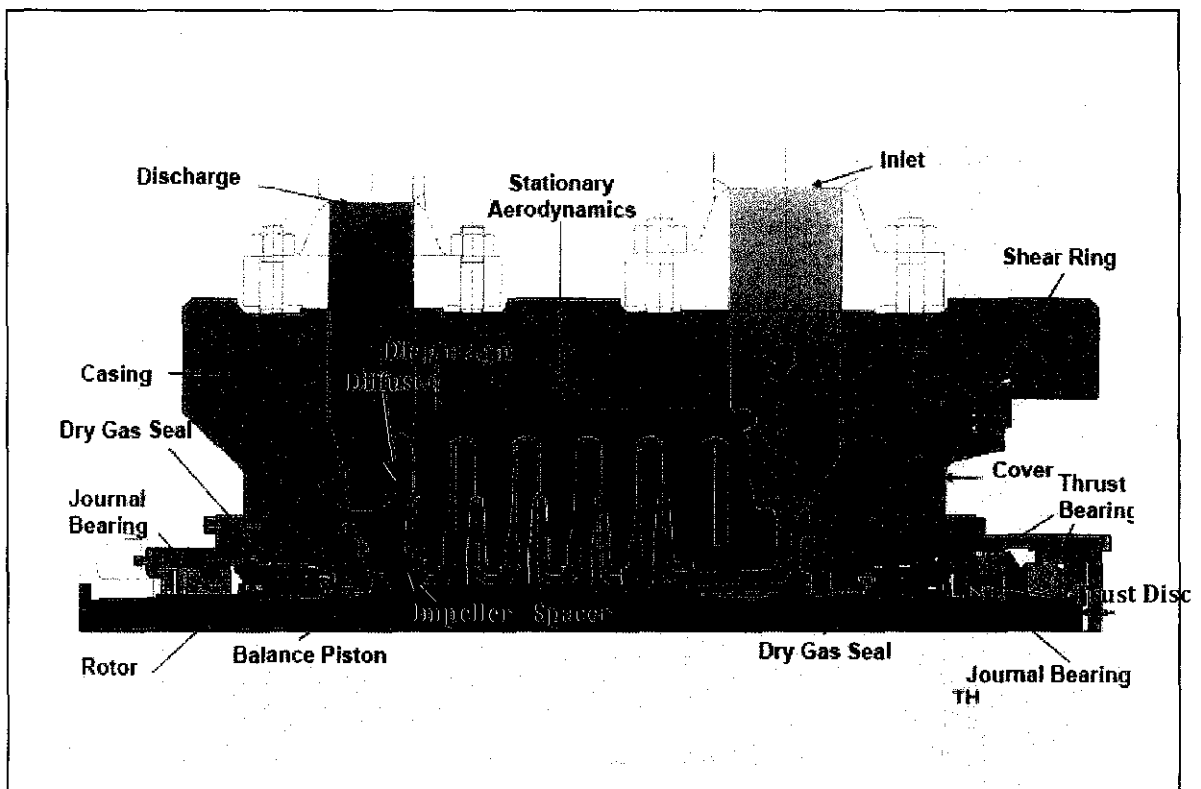 Discharge
Inlet
Stationary
Aerodynamics
Shear Ring
Diaphragm
Diffuser
Casing
Dry Gas Seal
Cover
Journal
Bearing
Thrust
Bearing
Impeller Spacer
rust Disc
Balance Piston
Dry Gas Seal
Rotor
Journal Bearing
TH